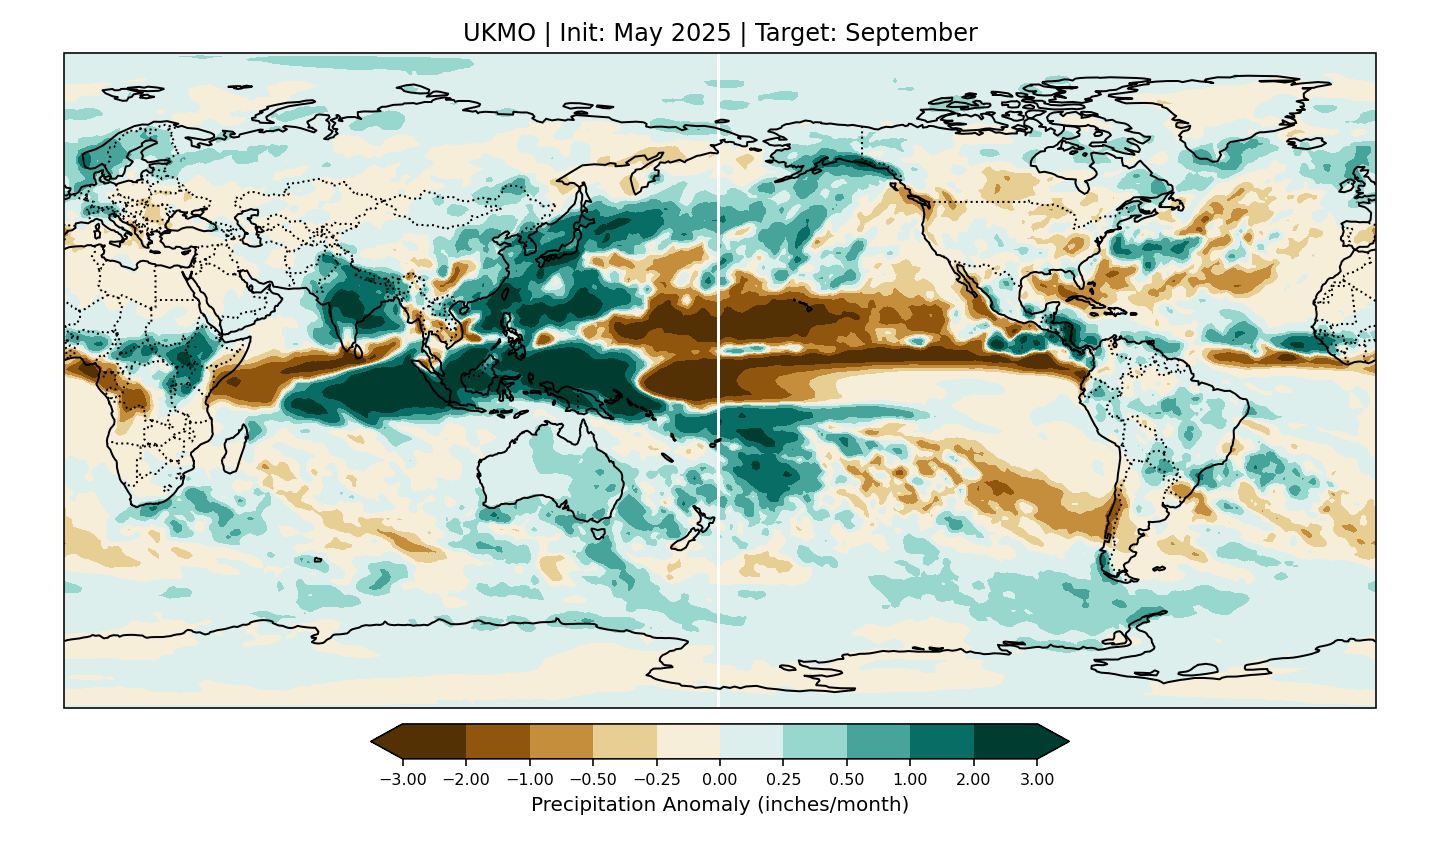 UKMO | Init: May 2025 | Target: September
−3.00 −2.00 −1.00 −0.50 −0.25 0.00 0.25 0.50 1.00 2.00 3.00
Precipitation Anomaly (inches/month)